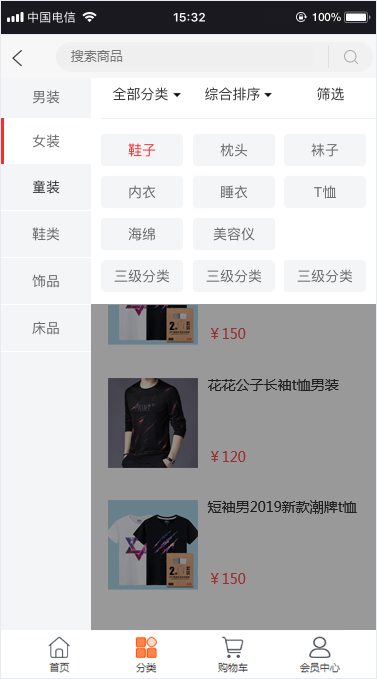 中国电信 15:32 100%
搜索商品
男装
女装
童装
鞋类
饰品
床品
全部分类 综合排序 筛选
鞋子 枕头 袜子
内衣 睡衣 T恤
海绵 美容仪
三级分类 三级分类 三级分类
¥150
花花公子长袖t恤男装
¥120
短袖男2019新款潮牌t恤
¥150
首页 分类 购物车 会员中心